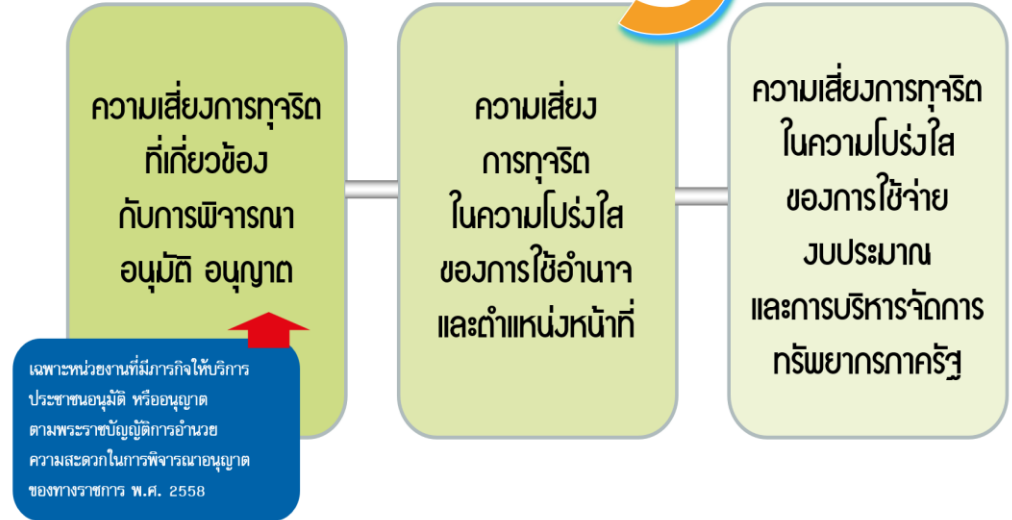 ความเสี่ยงการทุจริต
ที่เกี่ยวข้อง
กับการพิจารณา
อนุมัติ อนุญาต
เฉพาะหน่วยงานที่มีภารกิจให้บริการ
ประชาชนอนุมัติ หรืออนุญาต
ตามพระราชบัญญัติการอำนวย
ความสะดวกในการพิจารณาอนุญาต
ของทางราชการ พ.ศ. 2558
ความเสี่ยง
การทุจริต
ในความโปร่งใส
ของการใช้อำนาจ
และตำแหน่งหน้าที่
ความเสี่ยงการทุจริต
ในความโปร่งใส
ของการใช้จ่าย
งบประมาณ
และการบริหารจัดการ
ทรัพยากรภาครัฐ